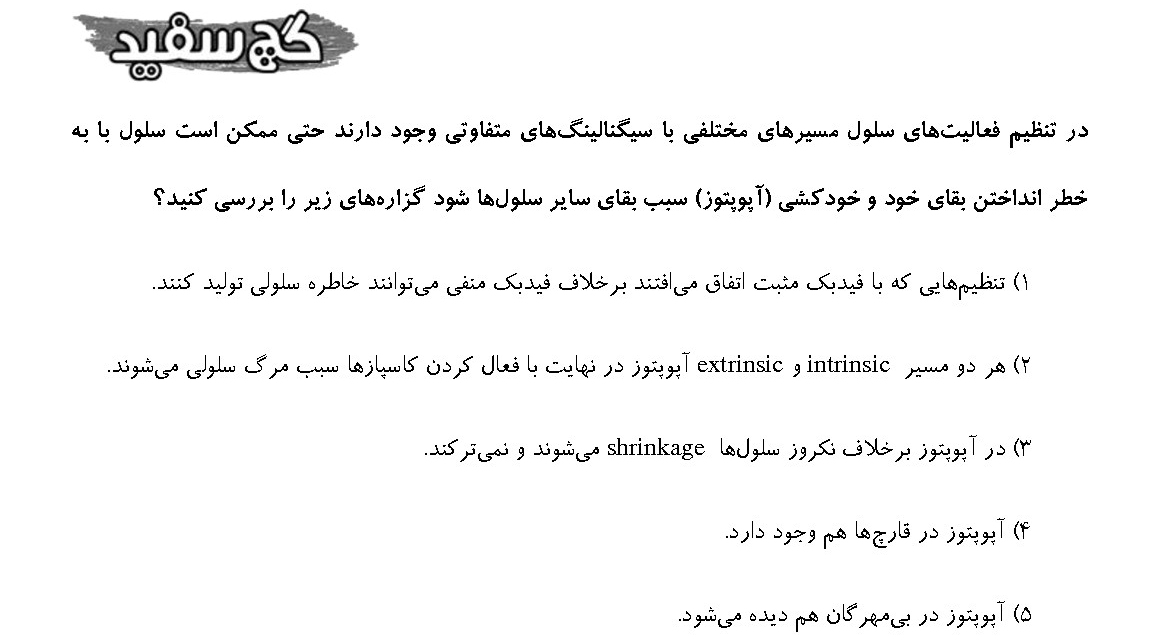 گچ سفید
در تنظیم فعالیت‌های سلول مسیرهای مختلفی با سیگنالینگ‌های متفاوتی وجود دارند حتی ممکن است سلول با به
خطر انداختن بقای خود و خودکشی (آپوپتوز) سبب بقای سایر سلول‌ها شود گزاره‌های زیر را بررسی کنید؟
۱) تنظیم‌هایی که با فیدبک مثبت اتفاق می‌افتند برخلاف فیدبک منفی می‌توانند خاطره سلولی تولید کنند.
۲) هر دو مسیر intrinsic و extrinsic آپوپتوز در نهایت با فعال کردن کاسپازها سبب مرگ سلولی می‌شوند.
۳) در آپوپتوز برخلاف نکروز سلول‌ها shrinkage می‌شوند و نمی‌ترکند.
۴) آپوپتوز در قارچ‌ها هم وجود دارد.
۵) آپوپتوز در بی‌مهرگان هم دیده می‌شود.